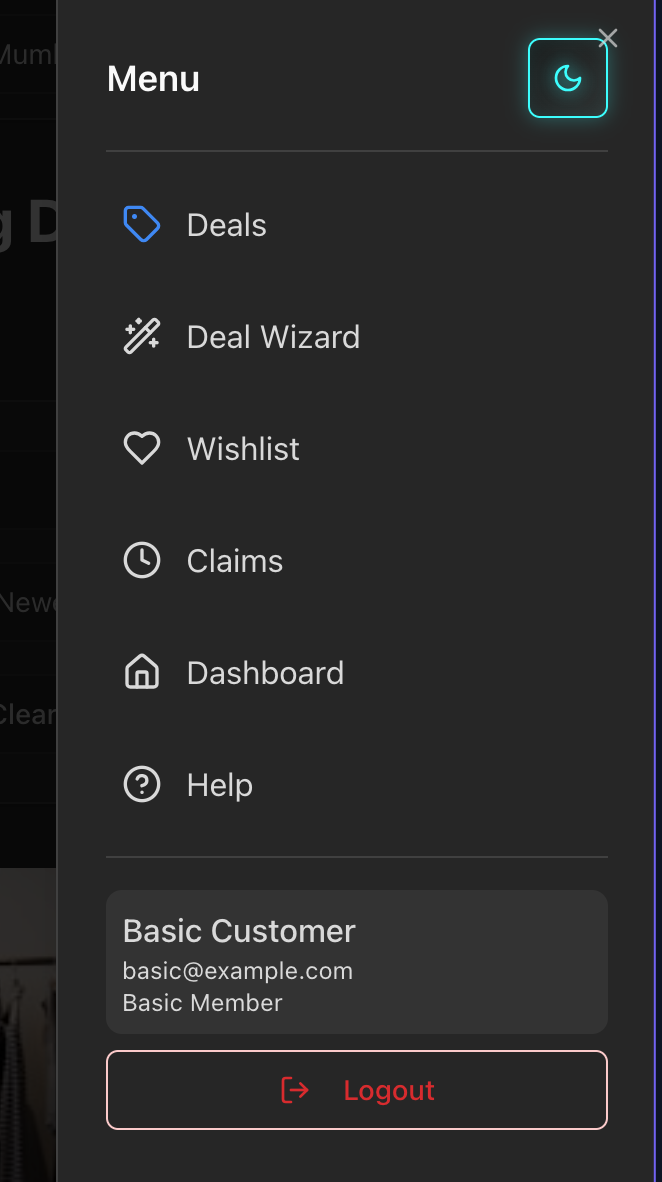 Menu
Deals
Deal Wizard
Wishlist
Claims
Dashboard
Help
Basic Customer
basic@example.com
Basic Member
Logout